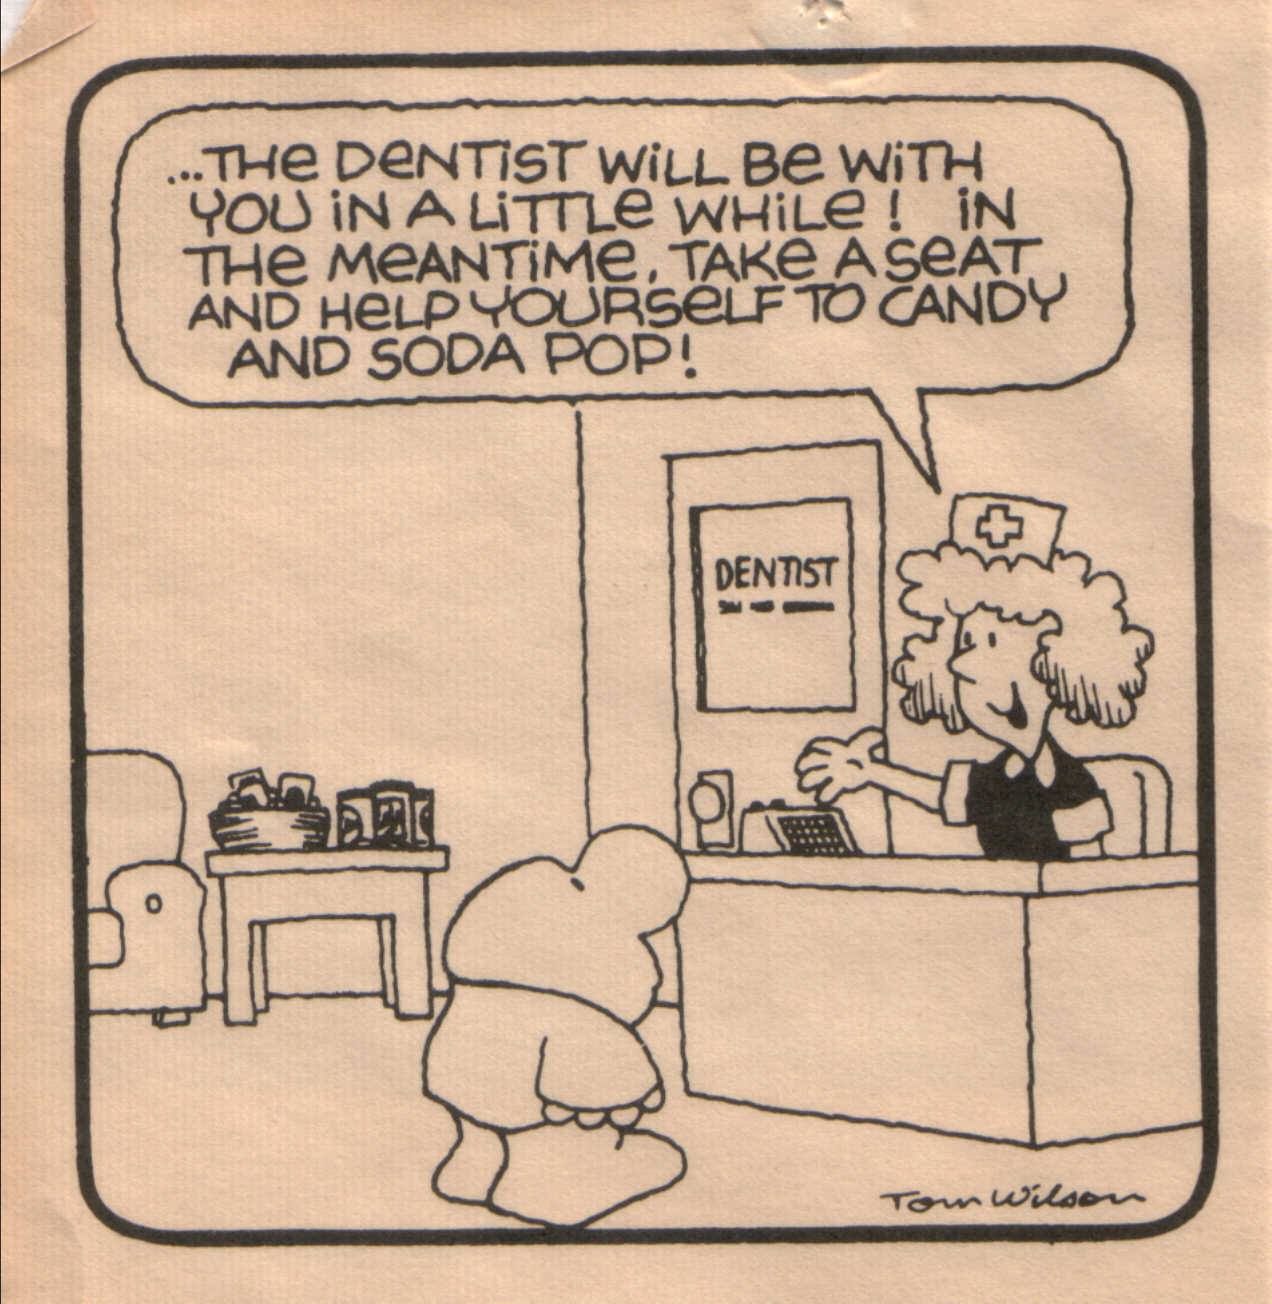 ...THE DENTIST WILL BE WITH
YOU IN A LITTLE WHILE! IN
THE MEANTIME, TAKE A SEAT
AND HELP YOURSELF TO CANDY
AND SODA POP!
DENTIST
Tom Wilson